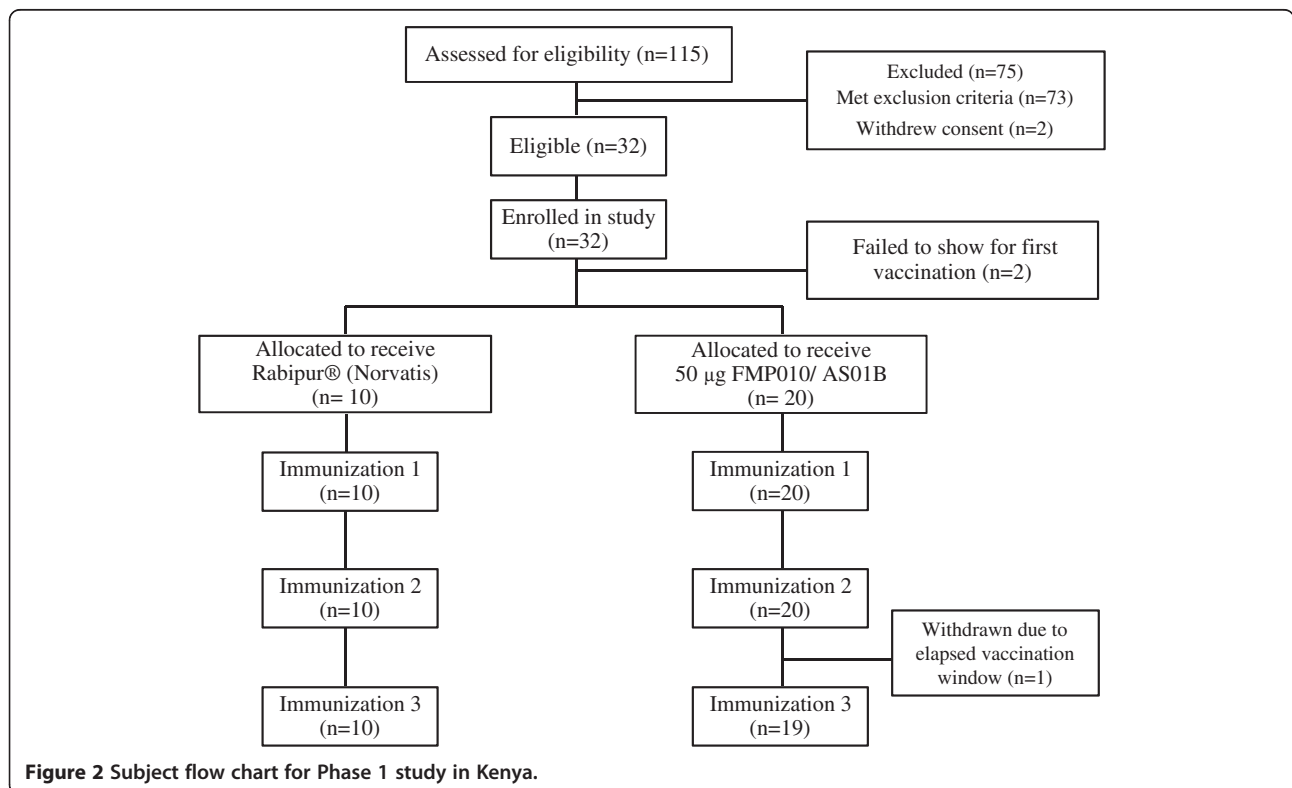 Assessed for eligibility (n=115)
Excluded (n=75)
Met exclusion criteria (n=73)
Withdrew consent (n=2)
Eligible (n=32)
Enrolled in study
(n=32)
Failed to show for first
vaccination (n=2)
Allocated to receive
Rabipur® (Norvatis)
(n= 10)
Allocated to receive
50 µg FMP010/ AS01B
(n= 20)
Immunization 1
(n=10)
Immunization 1
(n=20)
Immunization 2
(n=10)
Immunization 2
(n=20)
Withdrawn due to
elapsed vaccination
window (n=1)
Immunization 3
(n=10)
Immunization 3
(n=19)
Figure 2 Subject flow chart for Phase 1 study in Kenya.